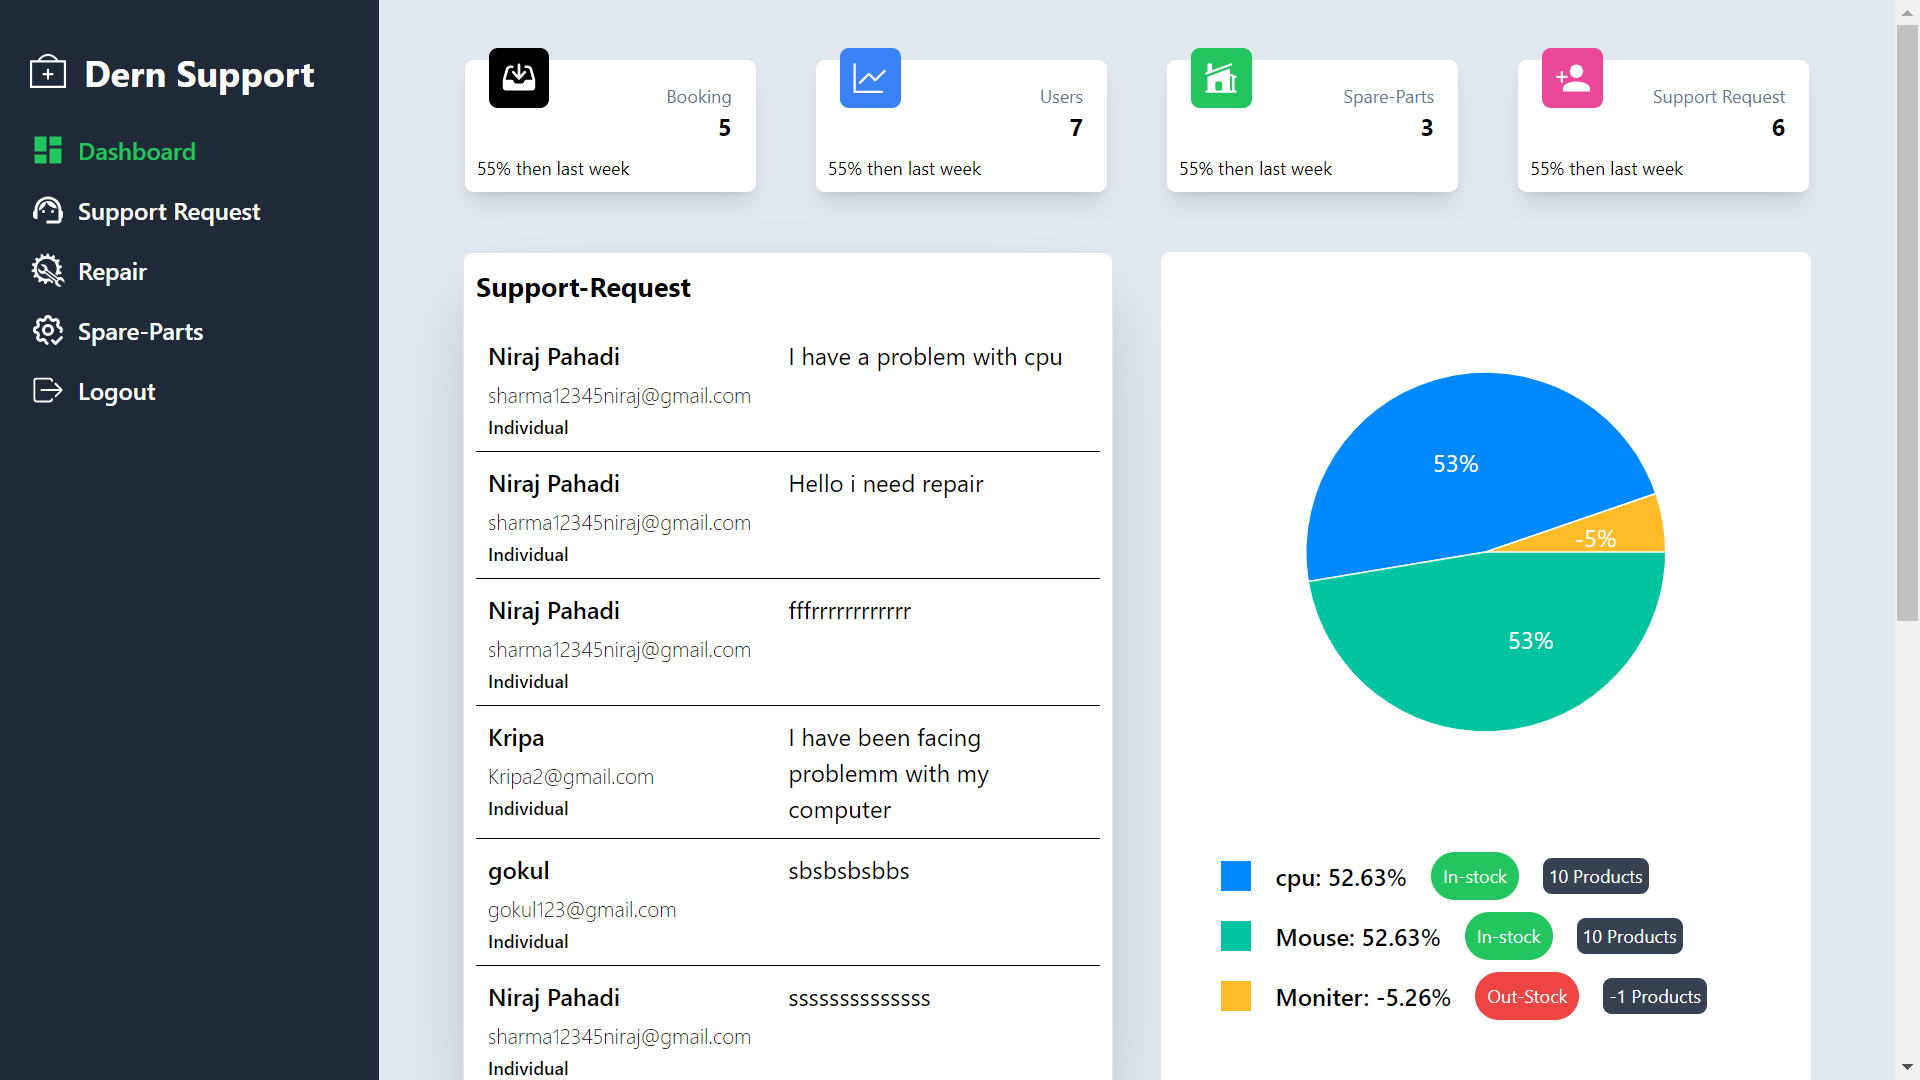 Dern Support
Dashboard
Support Request
Repair
Spare-Parts
Logout
Booking
5
55% then last week
Users
7
55% then last week
Spare-Parts
3
55% then last week
Support Request
6
55% then last week
Support-Request
Niraj Pahadi
I have a problem with cpu
sharma12345niraj@gmail.com
Individual
Niraj Pahadi
Hello i need repair
sharma12345niraj@gmail.com
Individual
Niraj Pahadi
fffrrrrrrrrrrrr
sharma12345niraj@gmail.com
Individual
Kripa
I have been facing
problemm with my
computer
Kripa2@gmail.com
Individual
gokul
sbsbsbsbbs
gokul123@gmail.com
Individual
Niraj Pahadi
ssssssssssssss
sharma12345niraj@gmail.com
Individual
53%
-5%
53%
cpu: 52.63% In-stock 10 Products
Mouse: 52.63% In-stock 10 Products
Moniter: -5.26% Out-Stock -1 Products